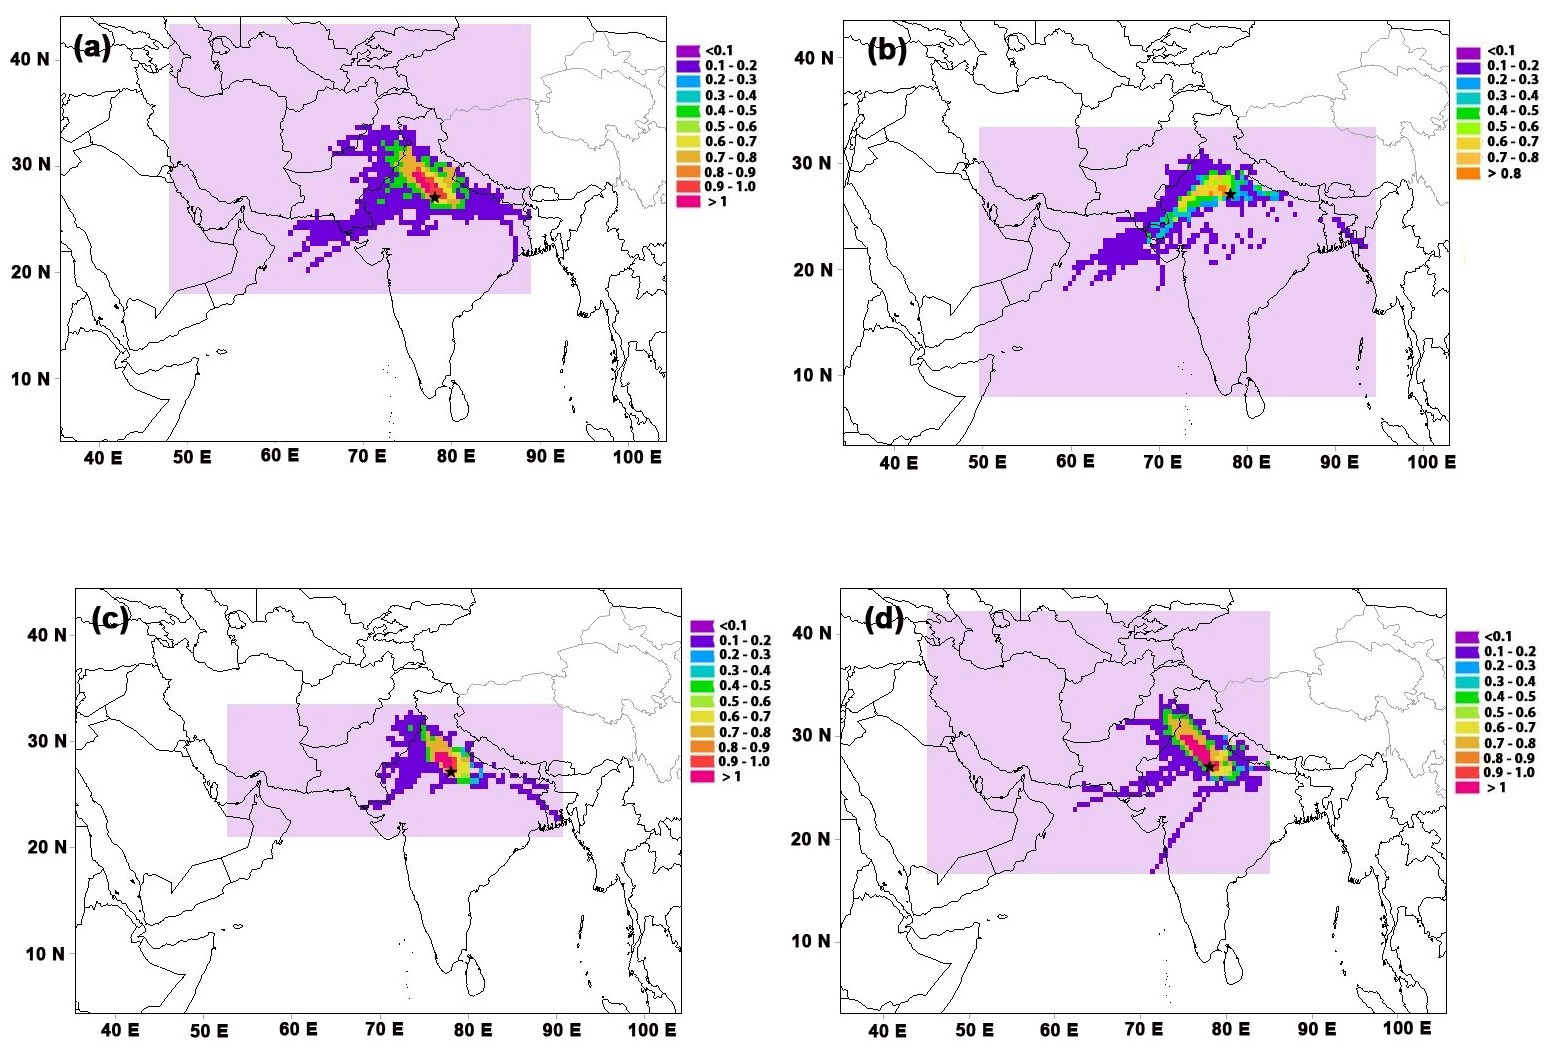 (a)
40 N
30 N
20 N
10 N
40 E 50 E 60 E 70 E 80 E 90 E 100 E
<0.1
0.1 - 0.2
0.2 - 0.3
0.3 - 0.4
0.4 - 0.5
0.5 - 0.6
0.6 - 0.7
0.7 - 0.8
0.8 - 0.9
0.9 - 1.0
> 1
(b)
40 N
30 N
20 N
10 N
40 E 50 E 60 E 70 E 80 E 90 E 100 E
<0.1
0.1 - 0.2
0.2 - 0.3
0.3 - 0.4
0.4 - 0.5
0.5 - 0.6
0.6 - 0.7
0.7 - 0.8
> 0.8
(c)
40 N
30 N
20 N
10 N
40 E 50 E 60 E 70 E 80 E 90 E 100 E
<0.1
0.1 - 0.2
0.2 - 0.3
0.3 - 0.4
0.4 - 0.5
0.5 - 0.6
0.6 - 0.7
0.7 - 0.8
0.8 - 0.9
0.9 - 1.0
> 1
(d)
40 N
30 N
20 N
10 N
40 E 50 E 60 E 70 E 80 E 90 E 100 E
<0.1
0.1 - 0.2
0.2 - 0.3
0.3 - 0.4
0.4 - 0.5
0.5 - 0.6
0.6 - 0.7
0.7 - 0.8
0.8 - 0.9
0.9 - 1.0
> 1